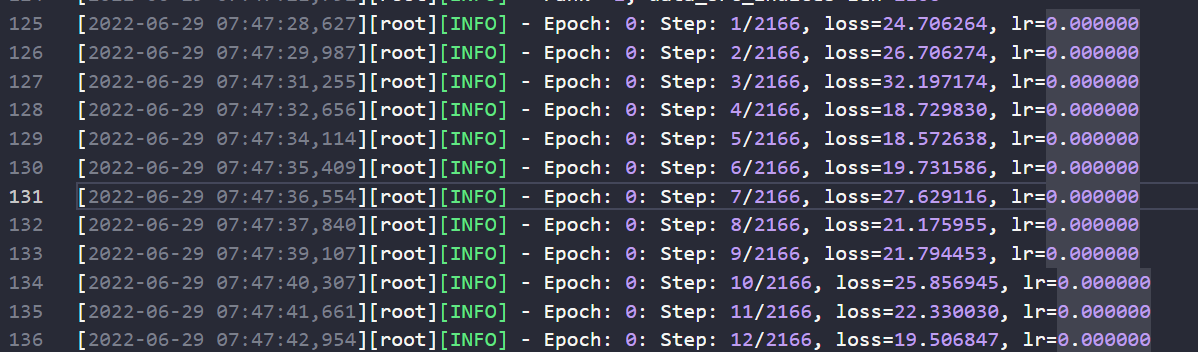 125 [2022-06-29 07:47:28,627][root][INFO] - Epoch: 0: Step: 1/2166, loss=24.706264, lr=0.000000
126 [2022-06-29 07:47:29,987][root][INFO] - Epoch: 0: Step: 2/2166, loss=26.706274, lr=0.000000
127 [2022-06-29 07:47:31,255][root][INFO] - Epoch: 0: Step: 3/2166, loss=32.197174, lr=0.000000
128 [2022-06-29 07:47:32,656][root][INFO] - Epoch: 0: Step: 4/2166, loss=18.729830, lr=0.000000
129 [2022-06-29 07:47:34,114][root][INFO] - Epoch: 0: Step: 5/2166, loss=18.572638, lr=0.000000
130 [2022-06-29 07:47:35,409][root][INFO] - Epoch: 0: Step: 6/2166, loss=19.731586, lr=0.000000
131 [2022-06-29 07:47:36,554][root][INFO] - Epoch: 0: Step: 7/2166, loss=27.629116, lr=0.000000
132 [2022-06-29 07:47:37,840][root][INFO] - Epoch: 0: Step: 8/2166, loss=21.175955, lr=0.000000
133 [2022-06-29 07:47:39,107][root][INFO] - Epoch: 0: Step: 9/2166, loss=21.794453, lr=0.000000
134 [2022-06-29 07:47:40,307][root][INFO] - Epoch: 0: Step: 10/2166, loss=25.856945, lr=0.000000
135 [2022-06-29 07:47:41,661][root][INFO] - Epoch: 0: Step: 11/2166, loss=22.330030, lr=0.000000
136 [2022-06-29 07:47:42,954][root][INFO] - Epoch: 0: Step: 12/2166, loss=19.506847, lr=0.000000